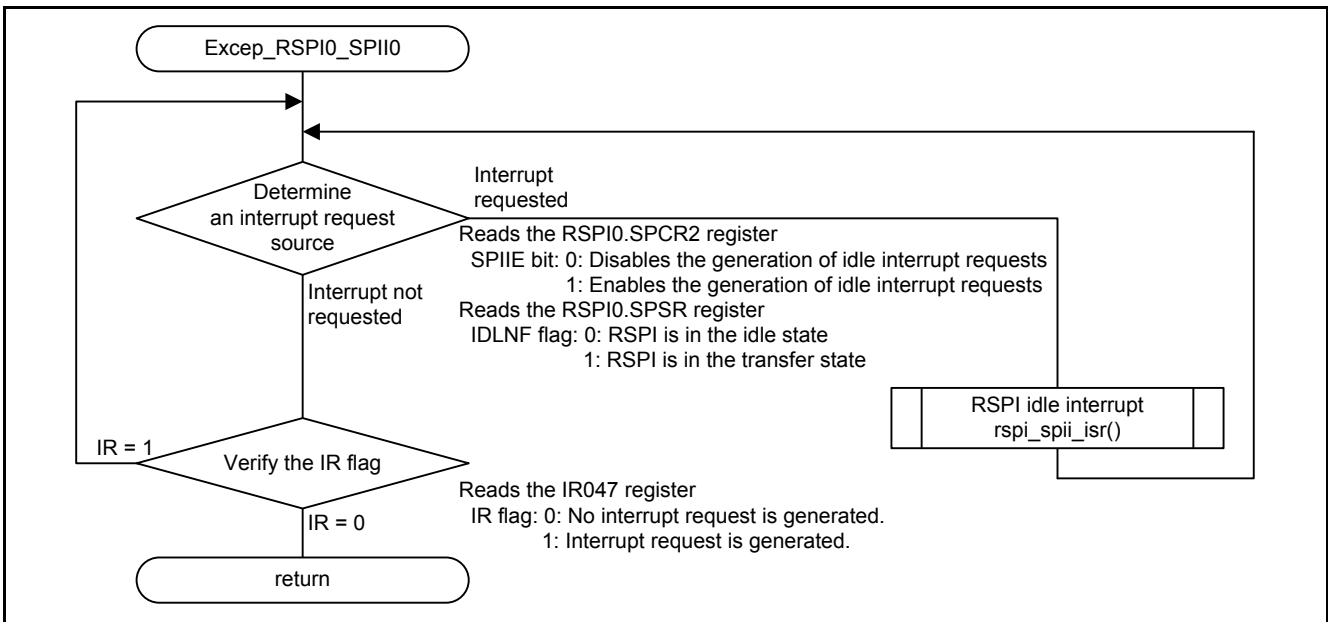 Excep_RSPI0_SPII0
Determine
an interrupt request
source
Interrupt
requested
Reads the RSPI0.SPCR2 register
SPIIE bit: 0: Disables the generation of idle interrupt requests
1: Enables the generation of idle interrupt requests
Reads the RSPI0.SPSR register
IDLNF flag: 0: RSPI is in the idle state
1: RSPI is in the transfer state
Interrupt not
requested
RSPI idle interrupt
rspi_spii_isr()
IR = 1
Verify the IR flag
Reads the IR047 register
IR flag: 0: No interrupt request is generated.
1: Interrupt request is generated.
IR = 0
return